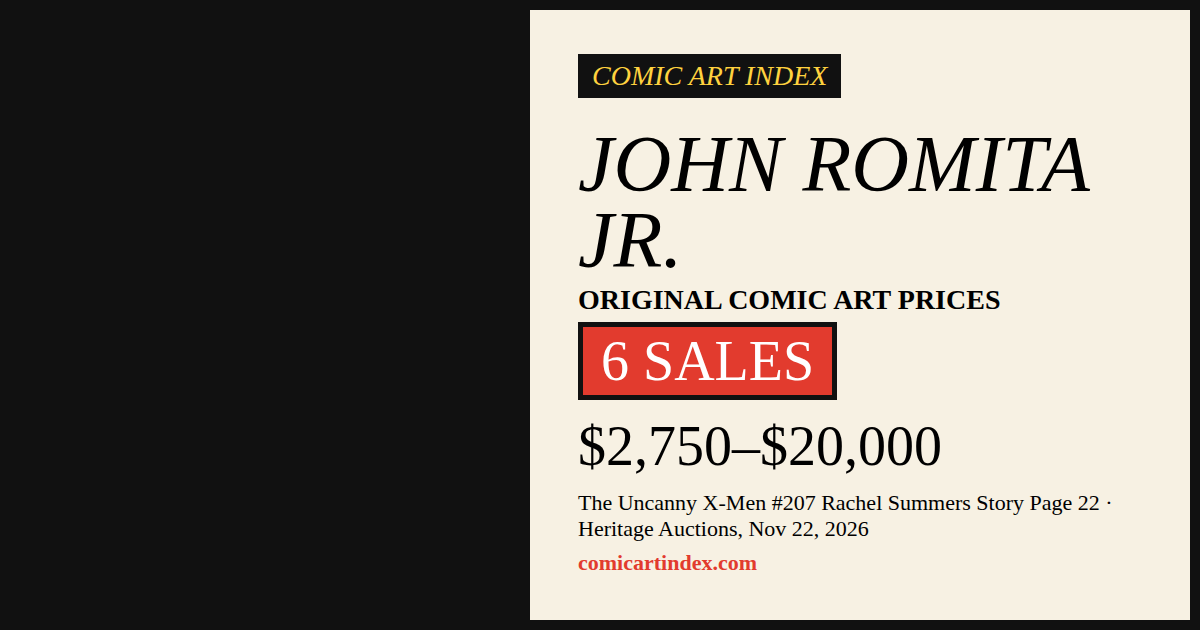 COMIC ART INDEX
JOHN ROMITA
JR.
ORIGINAL COMIC ART PRICES
6 SALES
$2,750–$20,000
The Uncanny X-Men #207 Rachel Summers Story Page 22 ·
Heritage Auctions, Nov 22, 2026
comicartindex.com